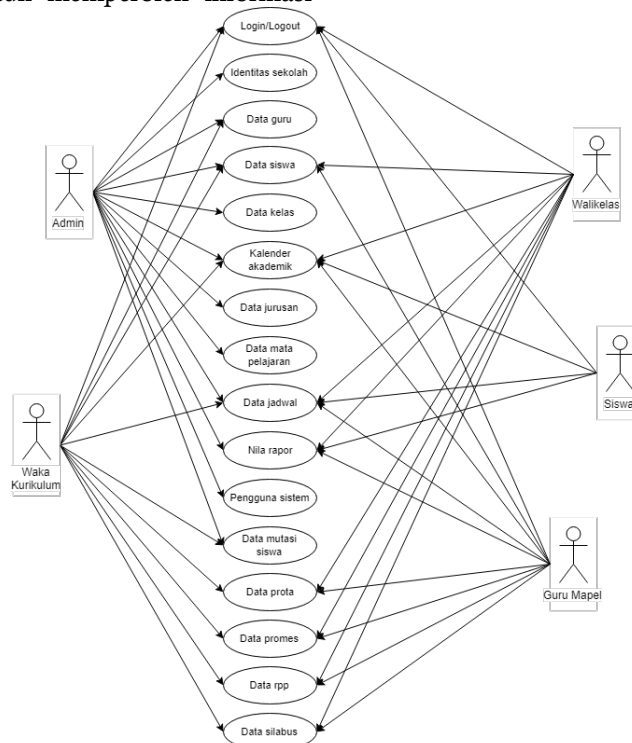 memperoleh informasi
Login/Logout
Identitas sekolah
Data guru
Data siswa
Data kelas
Kalender
akademik
Data jurusan
Data mata
pelajaran
Data jadwal
Nila rapor
Pengguna sistem
Data mutasi
siswa
Data prota
Data promes
Data rpp
Data silabus
Admin
Waka
Kurikulum
Walikelas
Siswa
Guru Mapel